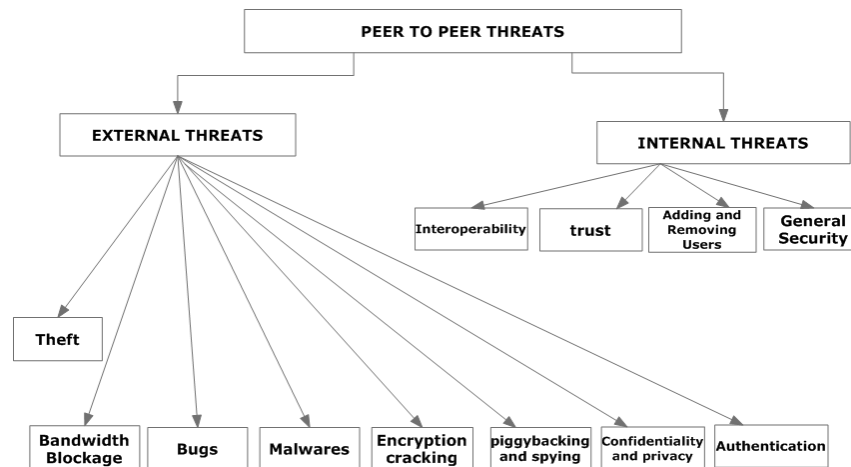 PEER TO PEER THREATS
EXTERNAL THREATS
INTERNAL THREATS
Interoperability
trust
Adding and
Removing
Users
General
Security
Theft
Bandwidth
Blockage
Bugs
Malwares
Encryption
cracking
piggybacking
and spying
Confidentiality
and privacy
Authentication